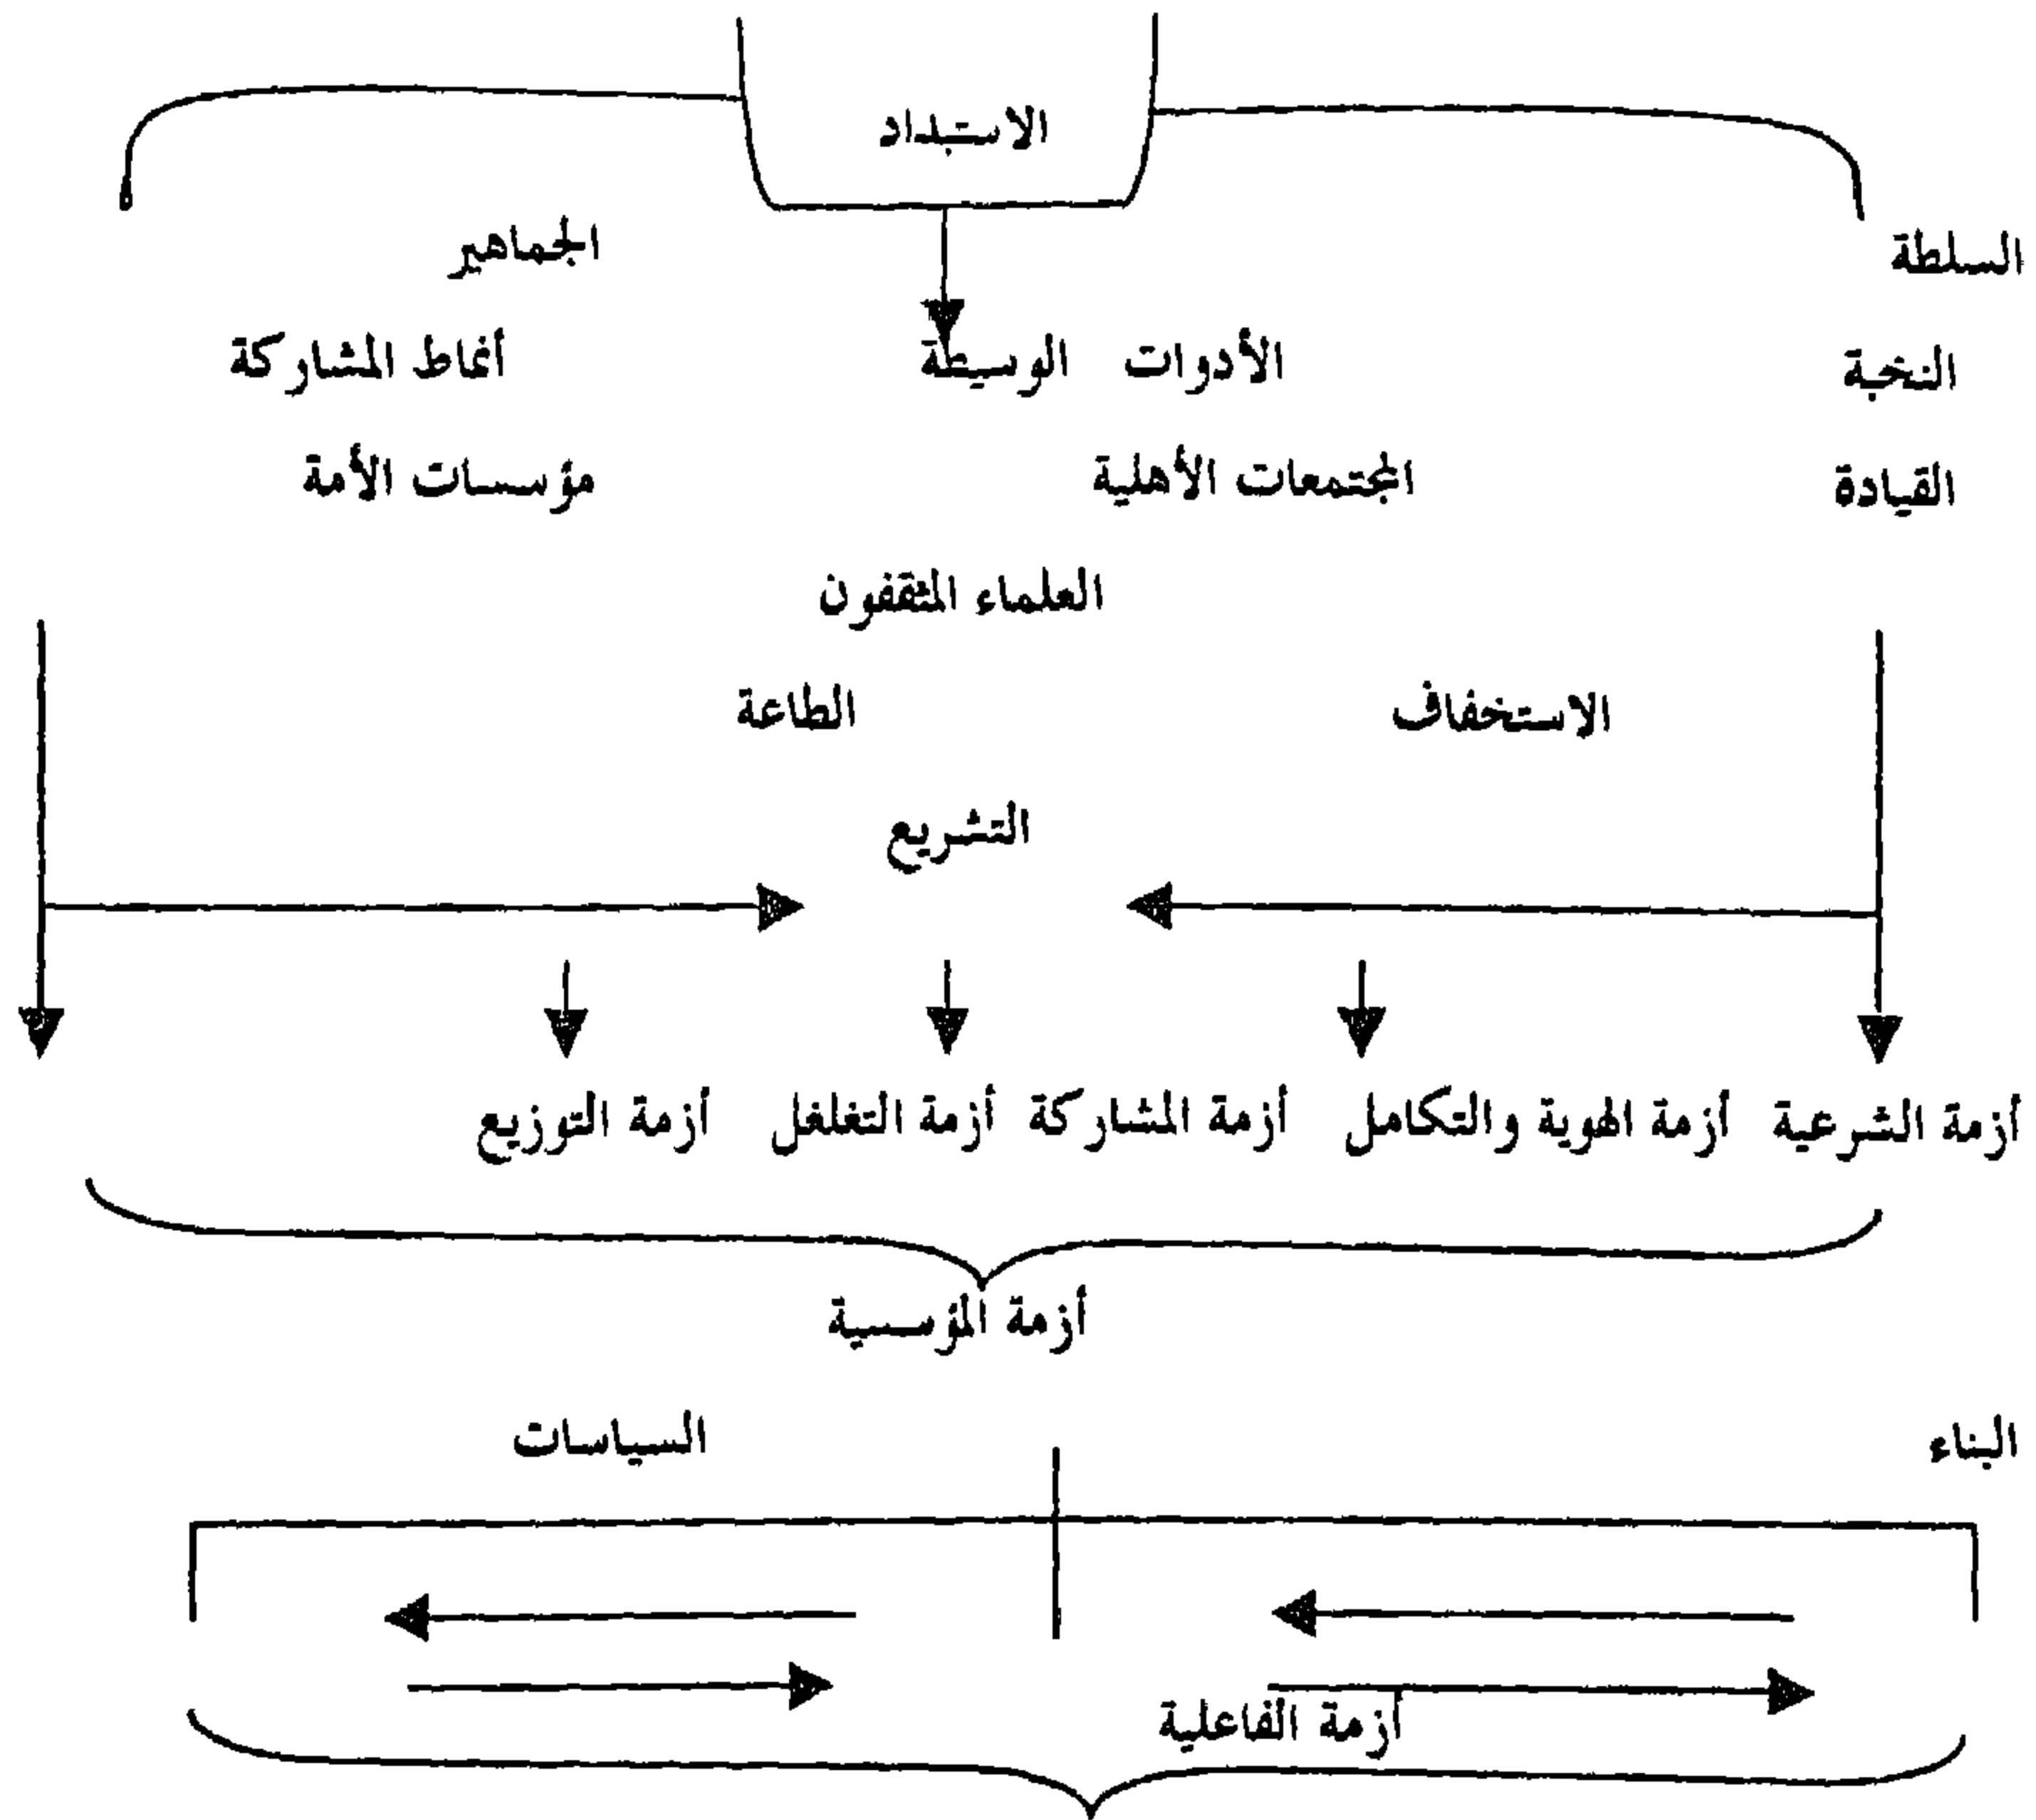 الاستبداد
السلطة الجماهير
النخبة الأدوات الوسيطة أنماط المشاركة
القيادة المجتمعات الأهلية مؤسسات الأمة
العلماء المثقفون
الاستخفاف الطاعة
التشريع
أزمة الشرعية أزمة الهوية والتكامل أزمة المشاركة أزمة التغلغل أزمة التوزيع
أزمة المؤسسية
البناء السياسات
أزمة الفاعلية